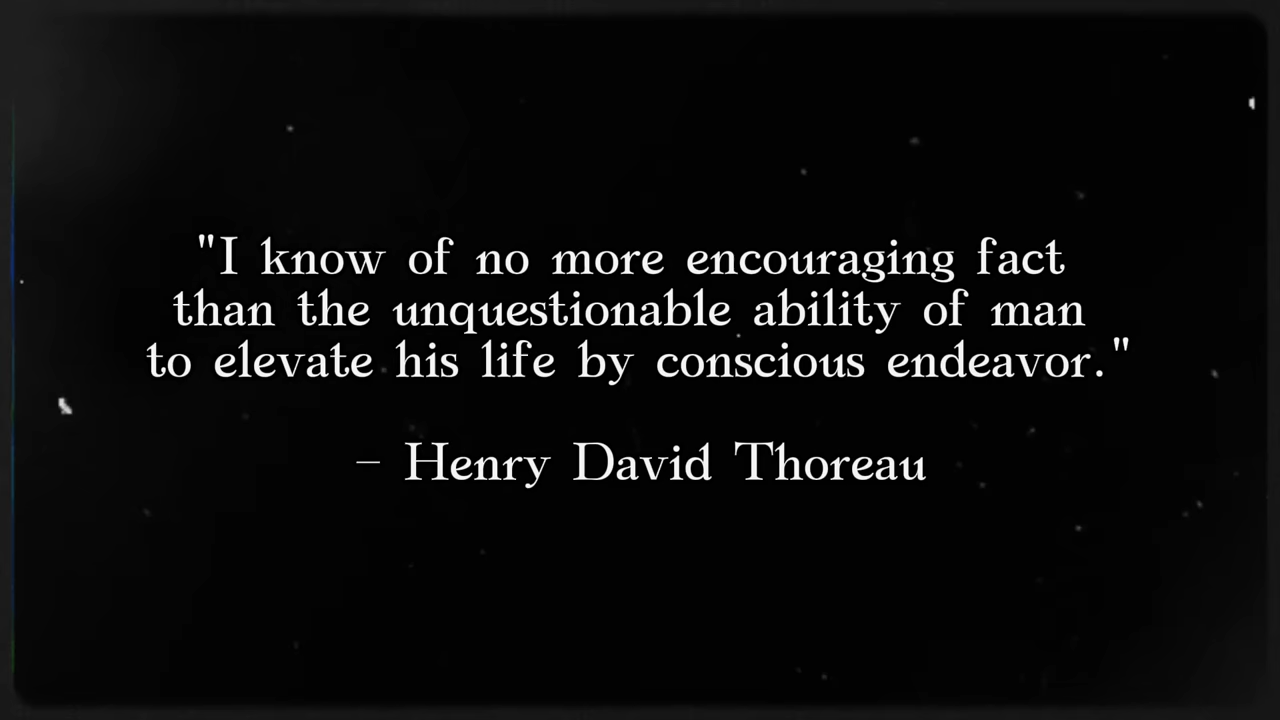 "I know of no more encouraging fact
than the unquestionable ability of man
to elevate his life by conscious endeavor."
– Henry David Thoreau